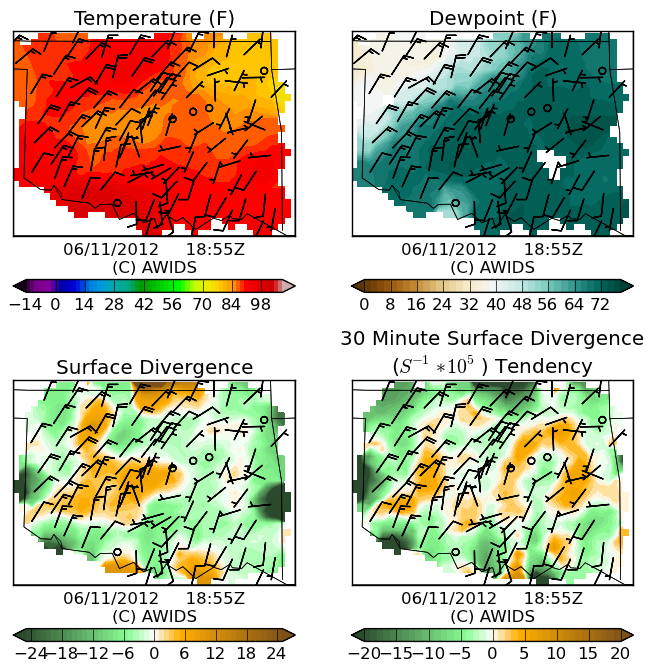 Temperature (F)
Dewpoint (F)
06/11/2012 18:55Z
(C) AWIDS
06/11/2012 18:55Z
(C) AWIDS
−14 0 14 28 42 56 70 84 98
0 8 16 24 32 40 48 56 64 72
Surface Divergence
30 Minute Surface Divergence
(S⁻¹ *10⁵ ) Tendency
06/11/2012 18:55Z
(C) AWIDS
06/11/2012 18:55Z
(C) AWIDS
−24 −18 −12 −6 0 6 12 18 24
−20 −15 −10 −5 0 5 10 15 20